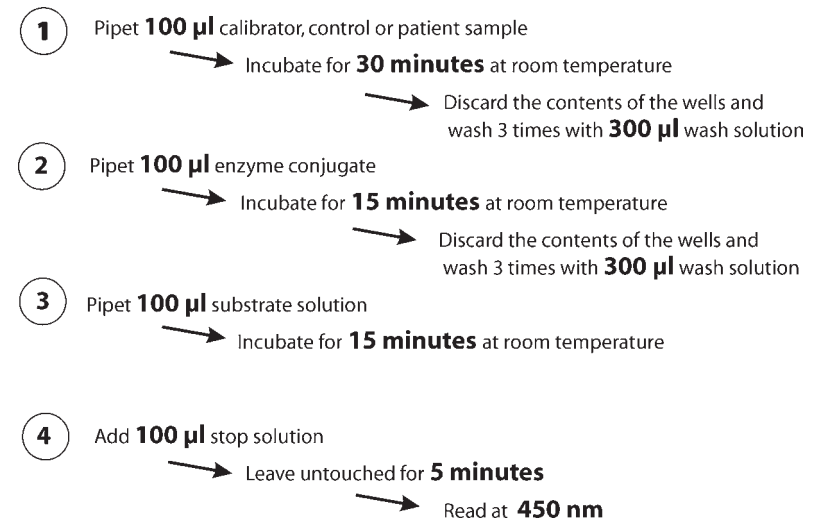 1 Pipet 100 μl calibrator, control or patient sample
Incubate for 30 minutes at room temperature
Discard the contents of the wells and
wash 3 times with 300 μl wash solution
2 Pipet 100 μl enzyme conjugate
Incubate for 15 minutes at room temperature
Discard the contents of the wells and
wash 3 times with 300 μl wash solution
3 Pipet 100 μl substrate solution
Incubate for 15 minutes at room temperature
4 Add 100 μl stop solution
Leave untouched for 5 minutes
Read at 450 nm